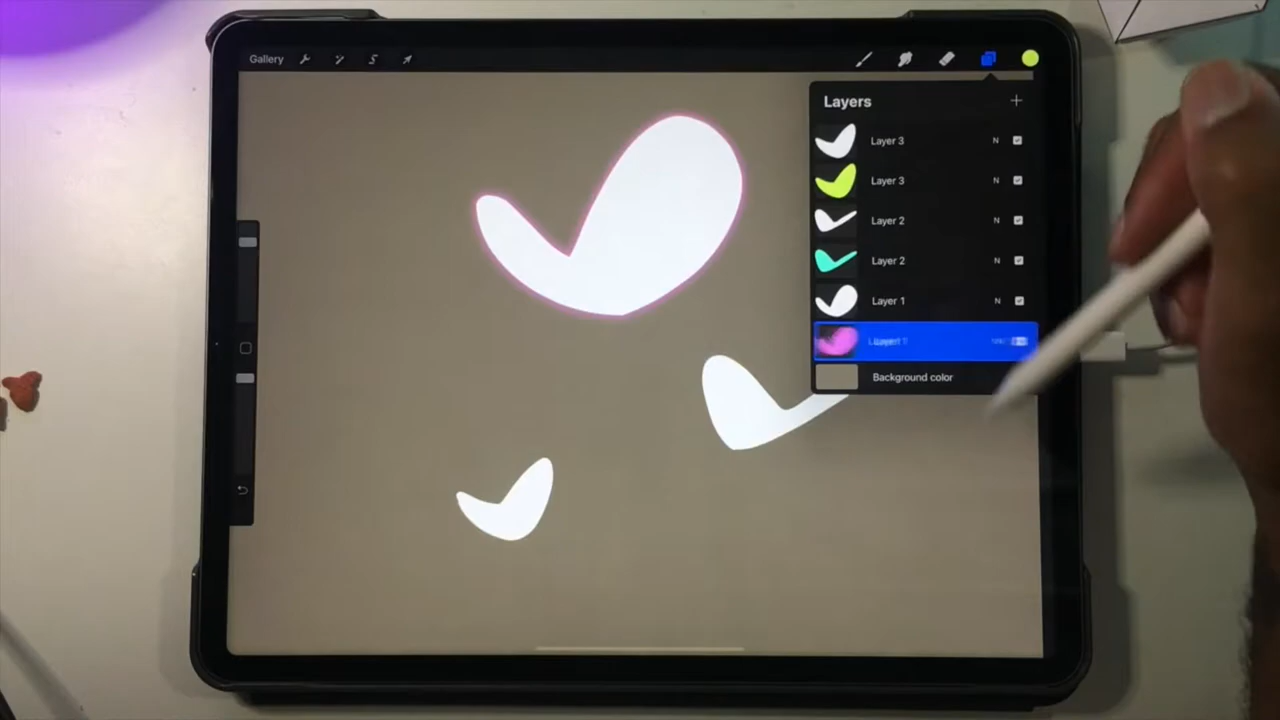 Gallery
Layers
Layer 3 N
Layer 3 N
Layer 2 N
Layer 2 N
Layer 1 N
Background color